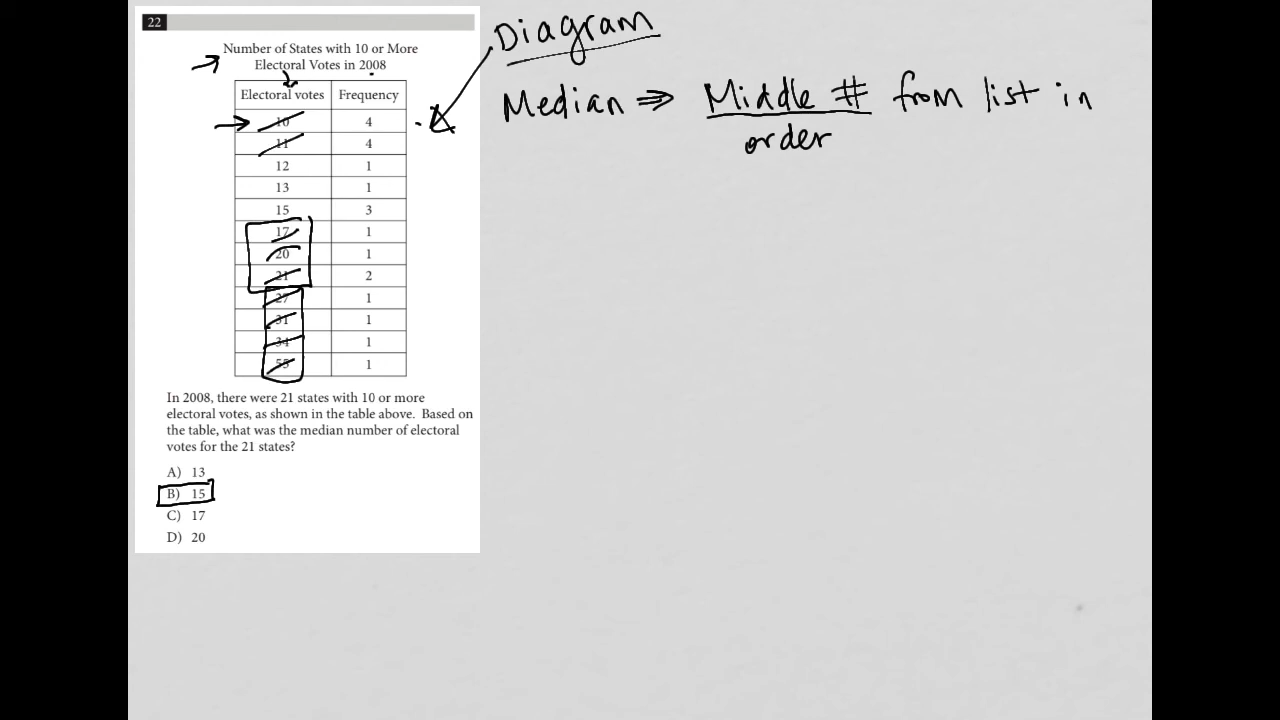 22
Number of States with 10 or More
Electoral Votes in 2008
Electoral votes Frequency
10 4
11 4
12 1
13 1
15 3
17 1
20 1
21 2
27 1
31 1
34 1
55 1
In 2008, there were 21 states with 10 or more
electoral votes, as shown in the table above. Based on
the table, what was the median number of electoral
votes for the 21 states?
A) 13
B) 15
C) 17
D) 20
Diagram
Median ⇒ Middle # from list in
order